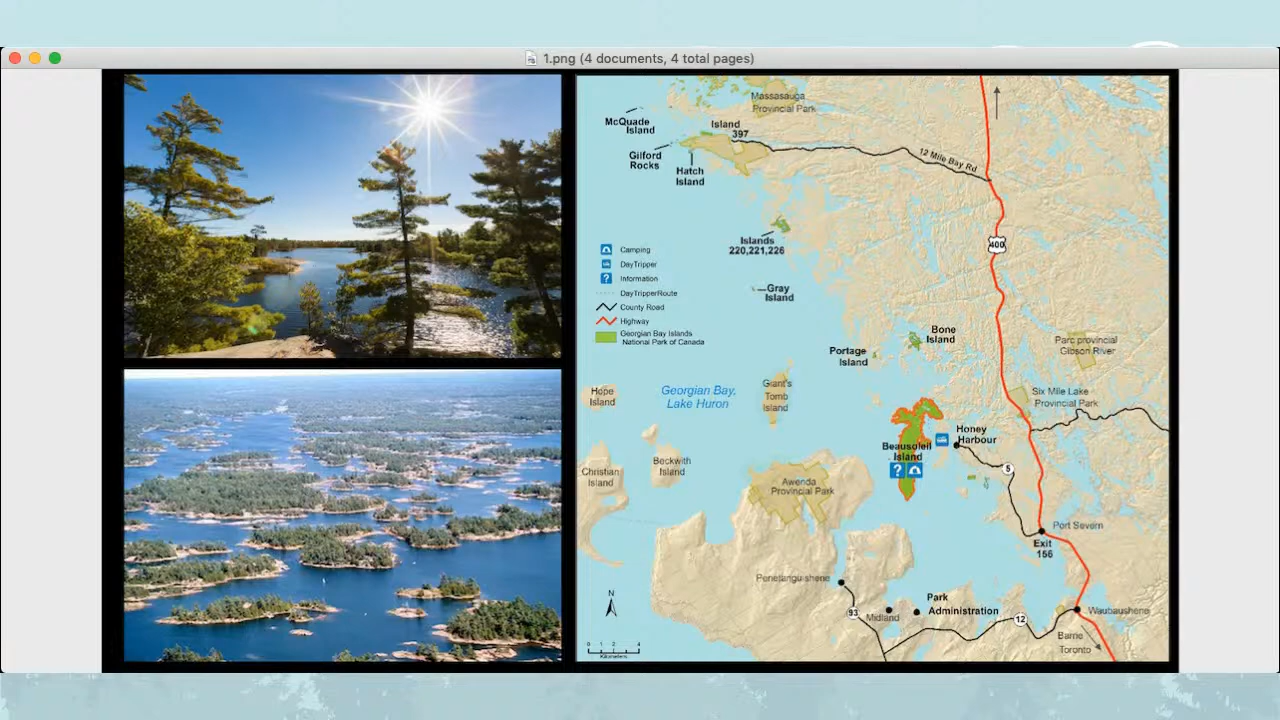 1.png (4 documents, 4 total pages)
Massasauga
Provincial Park
McQuade
Island
Island
397
Gilford
Rocks
Hatch
Island
12 Mile Bay Rd
Islands
220,221,226
400
Camping
DayTripper
? Information
DayTripperRoute
County Road
Highway
Georgian Bay Islands
National Park of Canada
Gray
Island
Bone
Island
Portage
Island
Parc provincial
Gibson River
Hope
Island
Georgian Bay,
Lake Huron
Giant's
Tomb
Island
Six Mile Lake
Provincial Park
Honey
Harbour
Beausoleil
Island
?
5
Christian
Island
Beckwith
Island
Awenda
Provincial Park
Port Severn
Exit
156
Penetanguishene
N
93
Midland
Park
Administration
12
Waubaushene
Barrie
Toronto
0 1 2 4
Kilometers